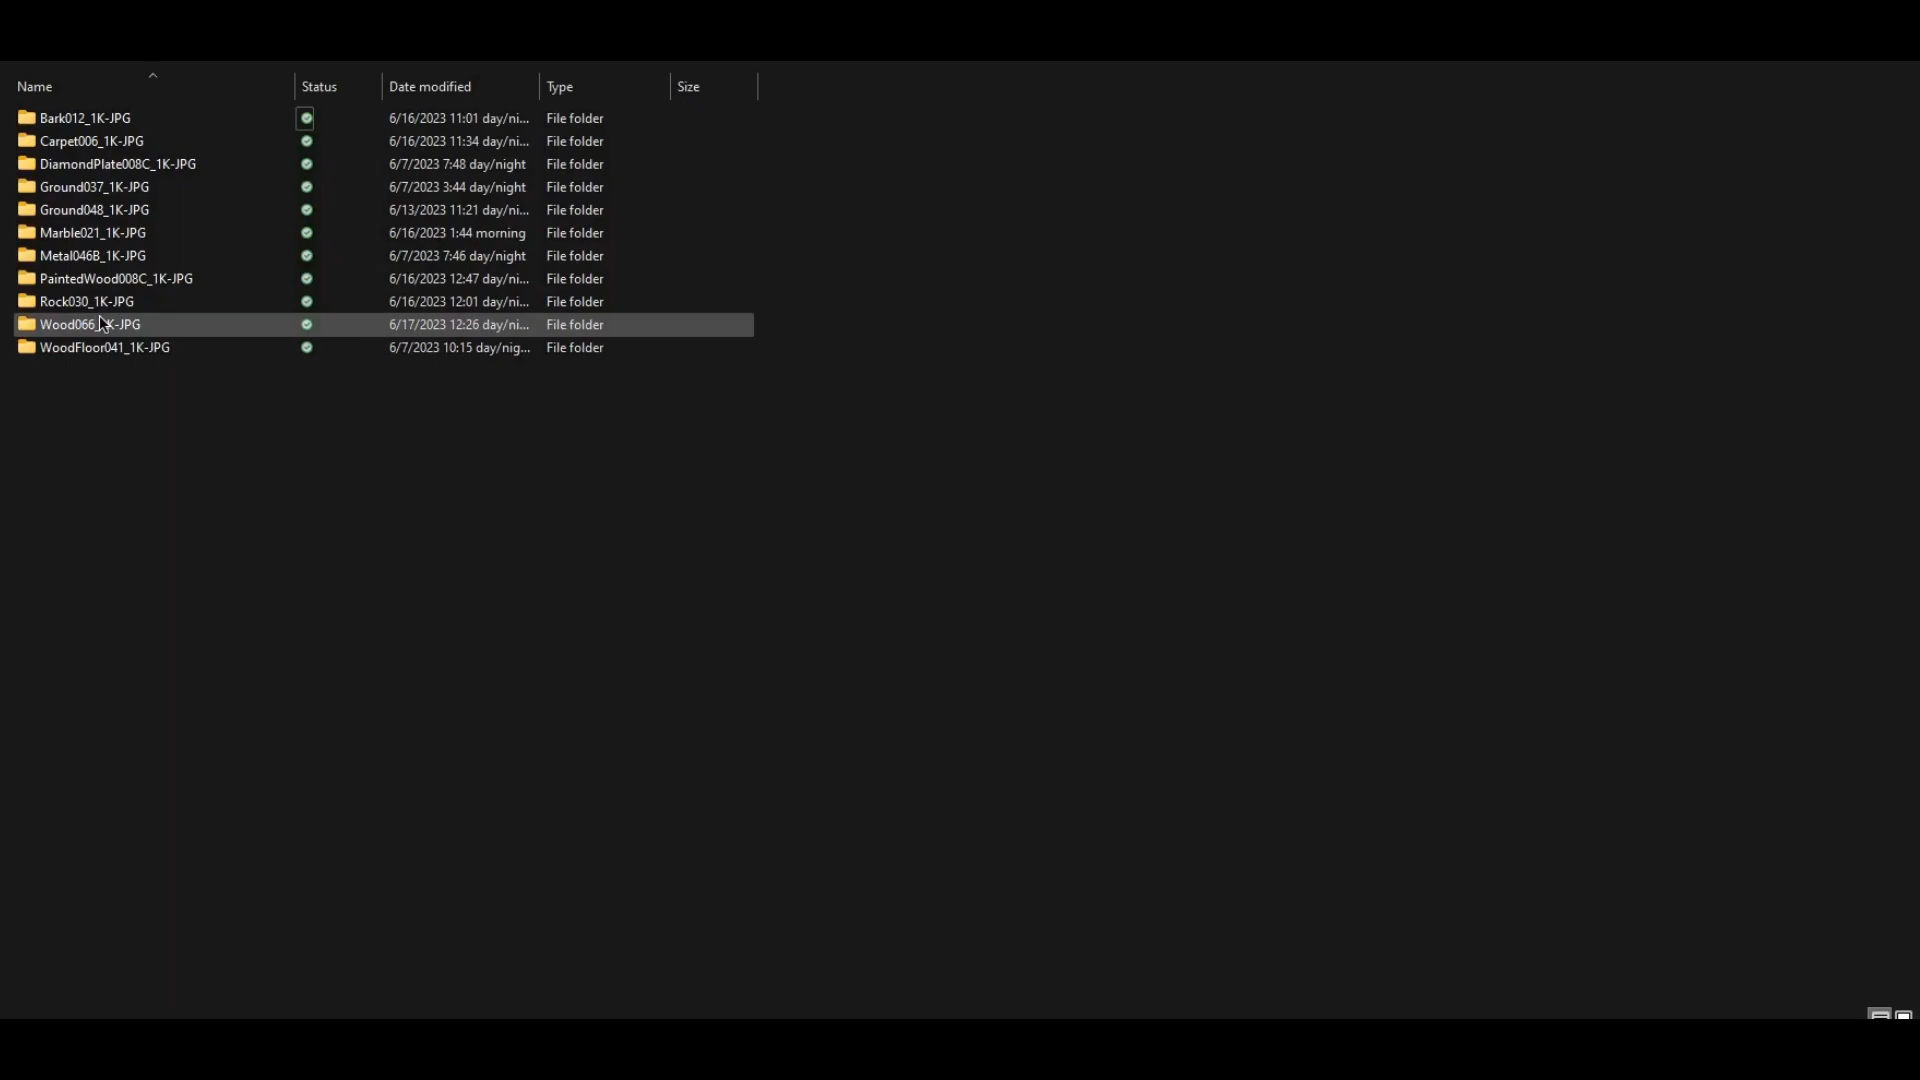 Name Status Date modified Type Size
Bark012_1K-JPG 6/16/2023 11:01 day/ni... File folder
Carpet006_1K-JPG 6/16/2023 11:34 day/ni... File folder
DiamondPlate008C_1K-JPG 6/7/2023 7:48 day/night File folder
Ground037_1K-JPG 6/7/2023 3:44 day/night File folder
Ground048_1K-JPG 6/13/2023 11:21 day/ni... File folder
Marble021_1K-JPG 6/16/2023 1:44 morning File folder
Metal046B_1K-JPG 6/7/2023 7:46 day/night File folder
PaintedWood008C_1K-JPG 6/16/2023 12:47 day/ni... File folder
Rock030_1K-JPG 6/16/2023 12:01 day/ni... File folder
Wood066_1K-JPG 6/17/2023 12:26 day/ni... File folder
WoodFloor041_1K-JPG 6/7/2023 10:15 day/nig... File folder